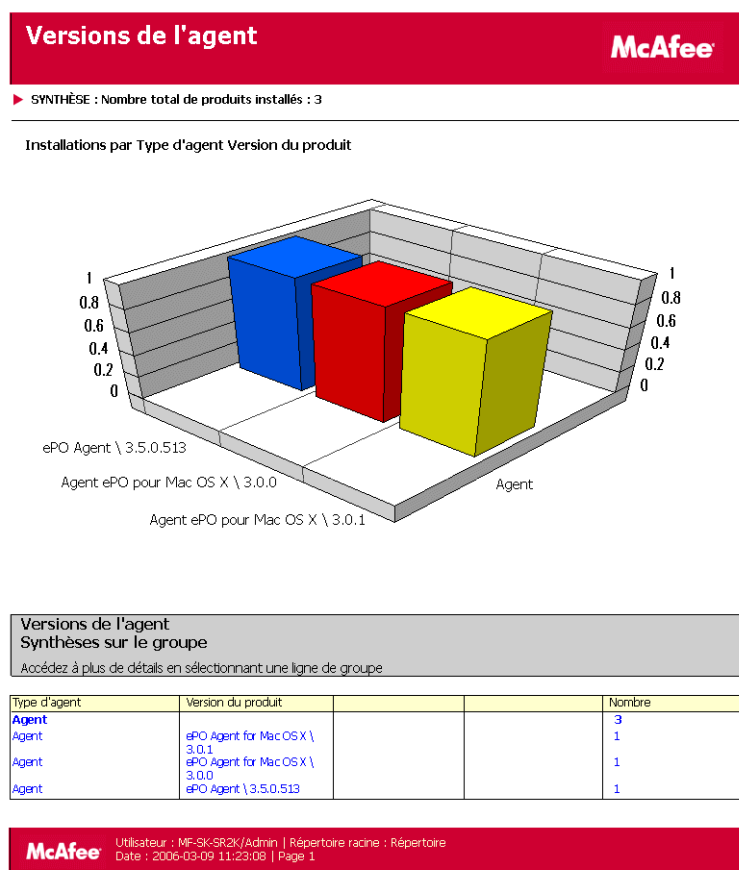 Versions de l'agent
McAfee
SYNTHÈSE : Nombre total de produits installés : 3
Installations par Type d'agent Version du produit
1
0.8
0.6
0.4
0.2
0
1
0.8
0.6
0.4
0.2
0
ePO Agent \ 3.5.0.513
Agent ePO pour Mac OS X \ 3.0.0
Agent ePO pour Mac OS X \ 3.0.1
Agent
Versions de l'agent
Synthèses sur le groupe
Accédez à plus de détails en sélectionnant une ligne de groupe
Type d'agent Version du produit Nombre
Agent 3
Agent ePO Agent for Mac OS X \ 1
3.0.1
Agent ePO Agent for Mac OS X \ 1
3.0.0
Agent ePO Agent \ 3.5.0.513 1
McAfee
Utilisateur : MF-SK-SR2K/Admin | Répertoire racine : Répertoire
Date : 2006-03-09 11:23:08 | Page 1